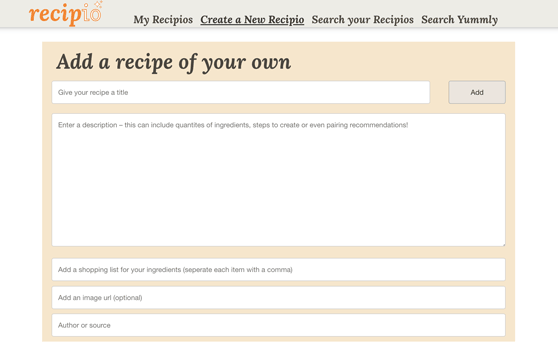 recipio
My Recipios Create a New Recipio Search your Recipios Search Yummly
Add a recipe of your own
Give your recipe a title
Add
Enter a description – this can include quantites of ingredients, steps to create or even pairing recommendations!
Add a shopping list for your ingredients (seperate each item with a comma)
Add an image url (optional)
Author or source